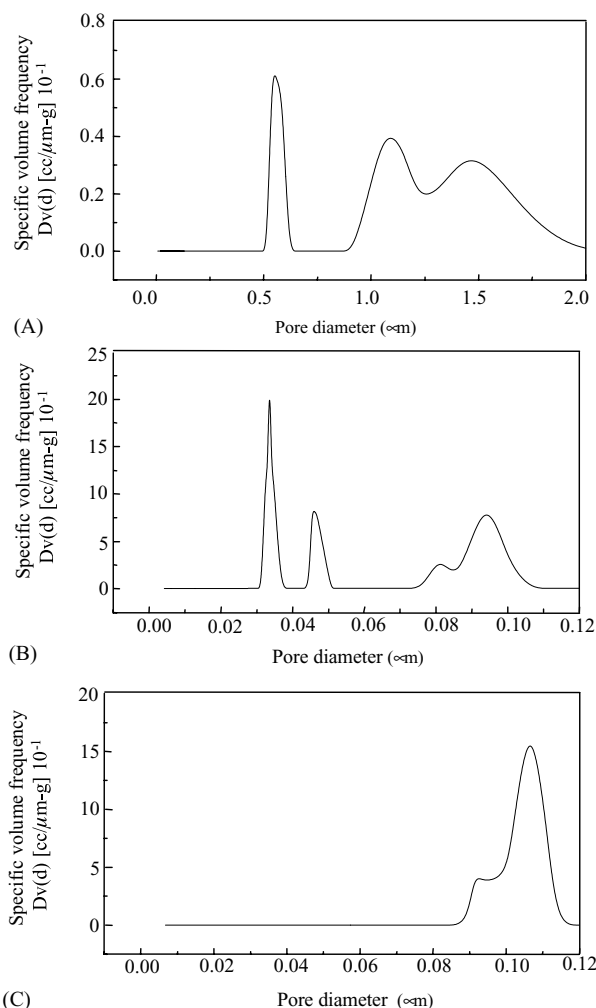 Specific volume frequency
Dv(d) [cc/µm-g] 10⁻¹
0.8
0.6
0.4
0.2
0.0
0.0 0.5 1.0 1.5 2.0
Pore diameter (∝m)
(A)
Specific volume frequency
Dv(d) [cc/µm-g] 10⁻¹
25
20
15
10
5
0
0.00 0.02 0.04 0.06 0.08 0.10 0.12
Pore diameter (∝m)
(B)
Specific volume frequency
Dv(d) [cc/µm-g] 10⁻¹
20
15
10
5
0
0.00 0.02 0.04 0.06 0.08 0.10 0.12
Pore diameter (∝m)
(C)